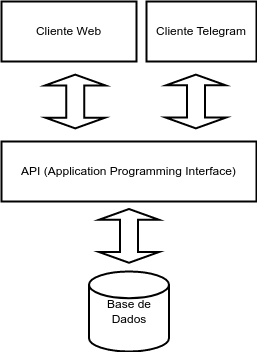 Cliente Web
Cliente Telegram
API (Application Programming Interface)
Base de
Dados